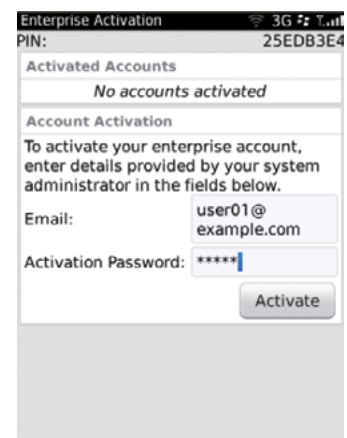 Enterprise Activation 3G
PIN: 25EDB3E4
Activated Accounts
No accounts activated
Account Activation
To activate your enterprise account,
enter details provided by your system
administrator in the fields below.
Email: user01@
example.com
Activation Password: *****
Activate